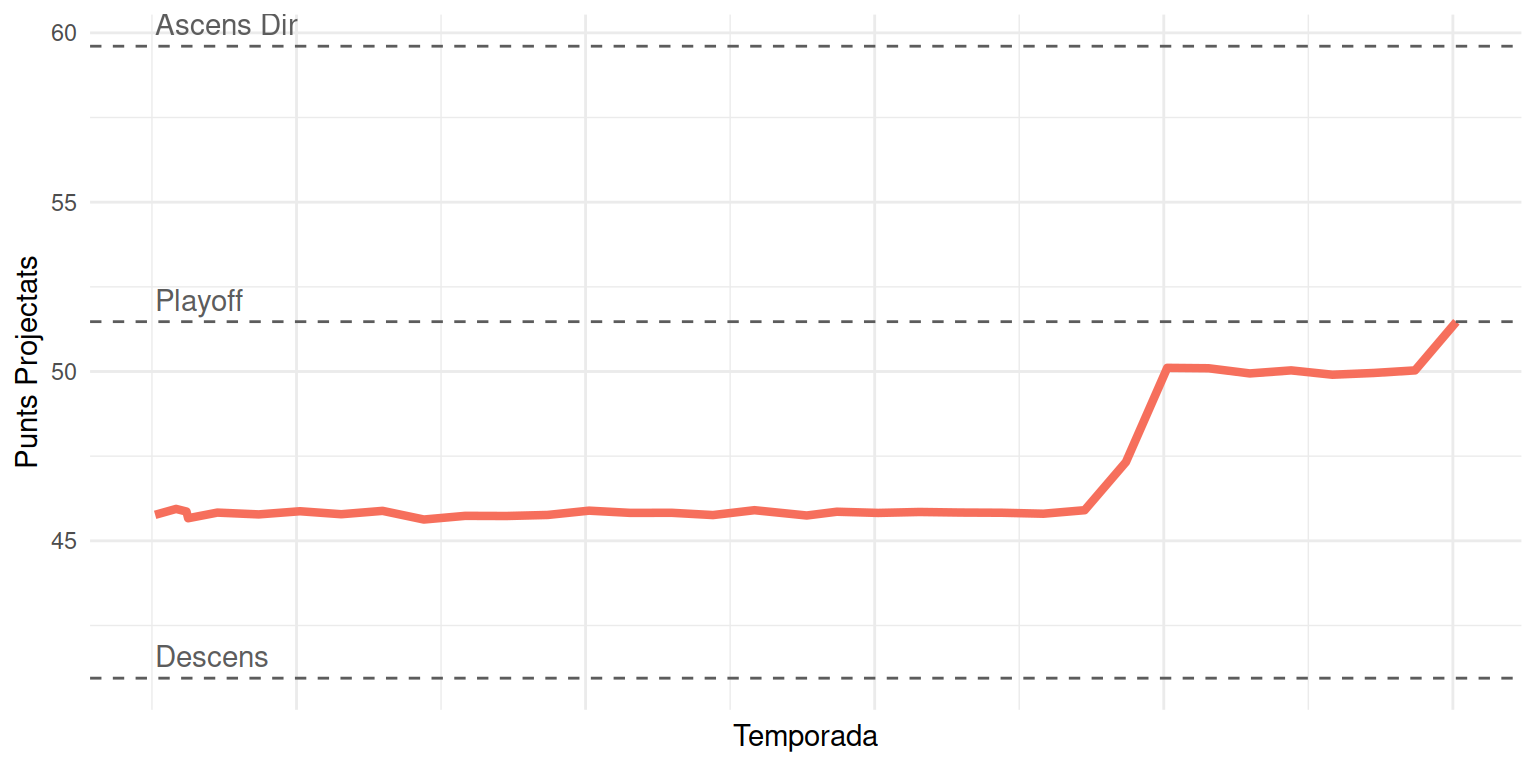 Ascens Dir
60
55
Playoff
50
45
Descens
Punts Projectats
Temporada